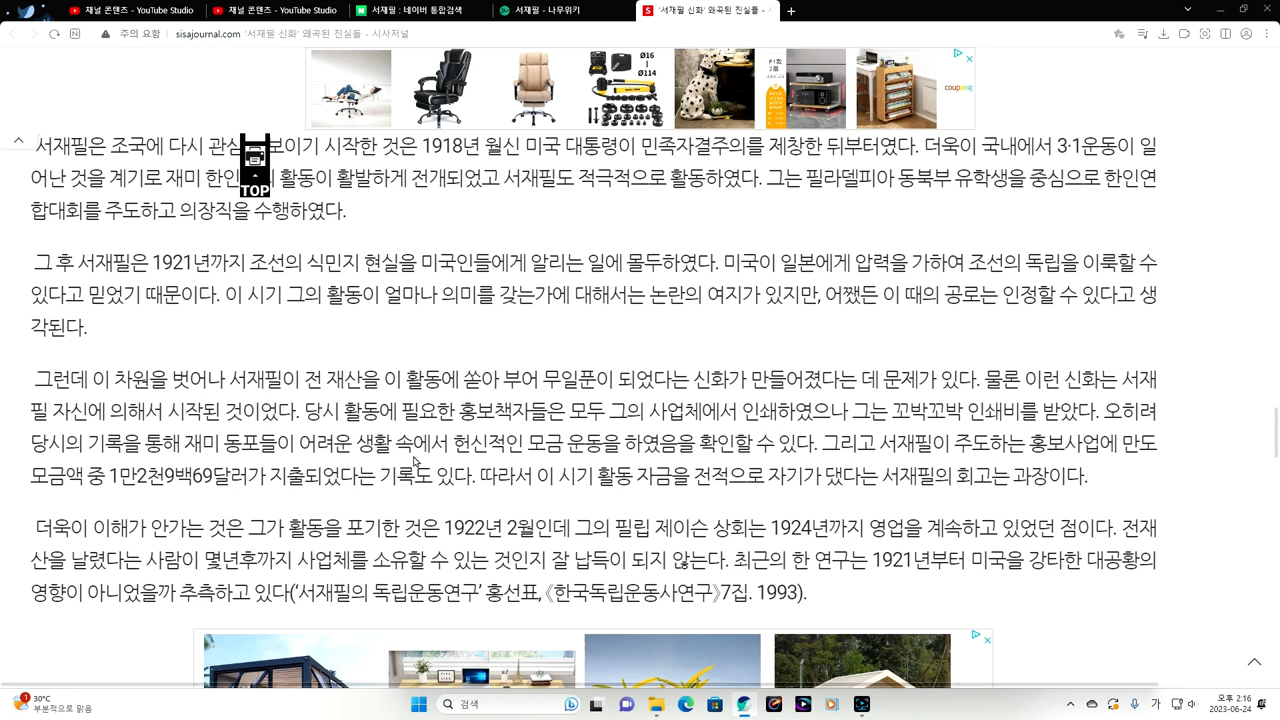 재널 콘텐츠 - YouTube Studio
재널 콘텐츠 - YouTube Studio
서재필 : 네이버 통합검색
서재필 - 나무위키
S '서재필 신화' 왜곡된 진실들 - 시
주의 요함 sisajournal.com '서재필 신화' 왜곡된 진실들 - 시사저널
Ø16
Ø114
coupang
서재필은 조국에 다시 관심 보이기 시작한 것은 1918년 월신 미국 대통령이 민족자결주의를 제창한 뒤부터였다. 더욱이 국내에서 3·1운동이 일
어난 것을 계기로 재미 한인 활동이 활발하게 전개되었고 서재필도 적극적으로 활동하였다. 그는 필라델피아 동북부 유학생을 중심으로 한인연
TOP
합대회를 주도하고 의장직을 수행하였다.
그 후 서재필은 1921년까지 조선의 식민지 현실을 미국인들에게 알리는 일에 몰두하였다. 미국이 일본에게 압력을 가하여 조선의 독립을 이룩할 수
있다고 믿었기 때문이다. 이 시기 그의 활동이 얼마나 의미를 갖는가에 대해서는 논란의 여지가 있지만, 어쨌든 이 때의 공로는 인정할 수 있다고 생
각된다.
그런데 이 차원을 벗어나 서재필이 전 재산을 이 활동에 쏟아 부어 무일푼이 되었다는 신화가 만들어졌다는 데 문제가 있다. 물론 이런 신화는 서재
필 자신에 의해서 시작된 것이었다. 당시 활동에 필요한 홍보책자들은 모두 그의 사업체에서 인쇄하였으나 그는 꼬박꼬박 인쇄비를 받았다. 오히려
당시의 기록을 통해 재미 동포들이 어려운 생활 속에서 헌신적인 모금 운동을 하였음을 확인할 수 있다. 그리고 서재필이 주도하는 홍보사업에 만도
모금액 중 1만2천9백69달러가 지출되었다는 기록도 있다. 따라서 이 시기 활동 자금을 전적으로 자기가 댔다는 서재필의 회고는 과장이다.
더욱이 이해가 안가는 것은 그가 활동을 포기한 것은 1922년 2월인데 그의 필립 제이슨 상회는 1924년까지 영업을 계속하고 있었던 점이다. 전재
산을 날렸다는 사람이 몇년후까지 사업체를 소유할 수 있는 것인지 잘 납득이 되지 않는다. 최근의 한 연구는 1921년부터 미국을 강타한 대공황의
영향이 아니었을까 추측하고 있다('서재필의 독립운동연구' 홍선표, 《한국독립운동사연구》7집. 1993).
1 30°C
부분적으로 맑음
검색
가
오후 2:16
2023-06-24